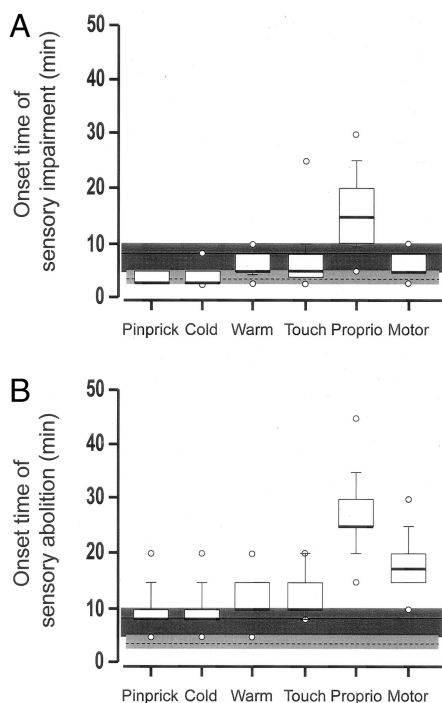 A
Onset time of
sensory impairment (min)
50
40
30
20
10
0
Pinprick Cold Warm Touch Proprio Motor
B
Onset time of
sensory abolition (min)
50
40
30
20
10
0
Pinprick Cold Warm Touch Proprio Motor